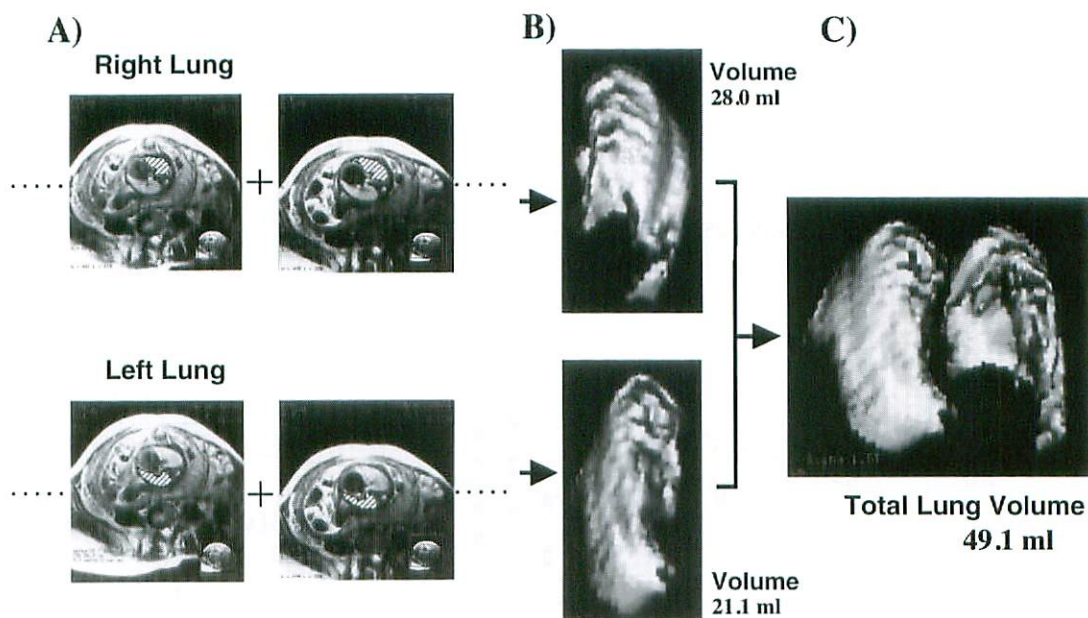 A)
B)
C)
Right Lung
+
Volume
28.0 ml
Left Lung
+
Volume
21.1 ml
Total Lung Volume
49.1 ml